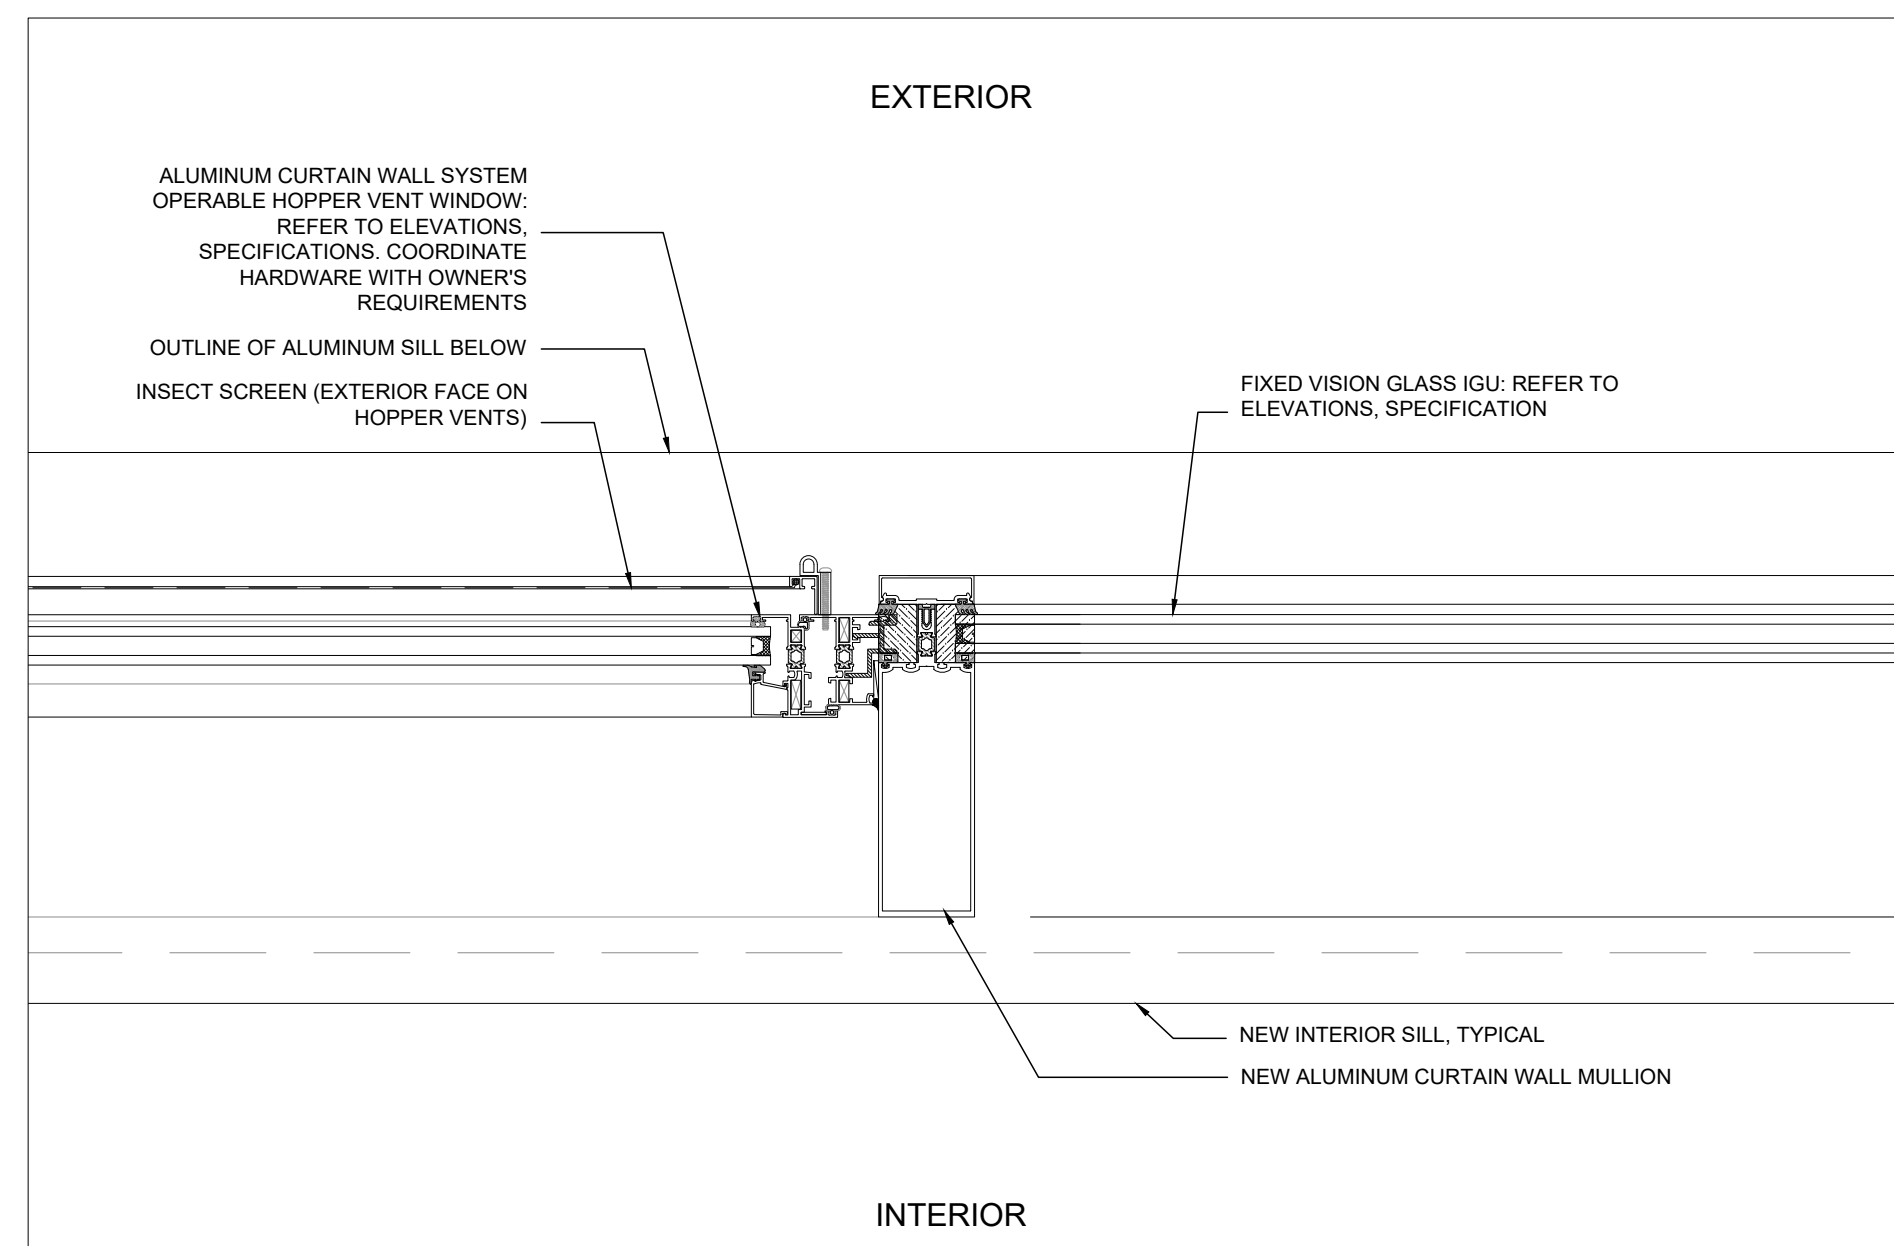 EXTERIOR
ALUMINUM CURTAIN WALL SYSTEM
OPERABLE HOPPER VENT WINDOW:
REFER TO ELEVATIONS,
SPECIFICATIONS. COORDINATE
HARDWARE WITH OWNER'S
REQUIREMENTS
OUTLINE OF ALUMINUM SILL BELOW
INSECT SCREEN (EXTERIOR FACE ON
HOPPER VENTS)
FIXED VISION GLASS IGU: REFER TO
ELEVATIONS, SPECIFICATION
NEW INTERIOR SILL, TYPICAL
NEW ALUMINUM CURTAIN WALL MULLION
INTERIOR